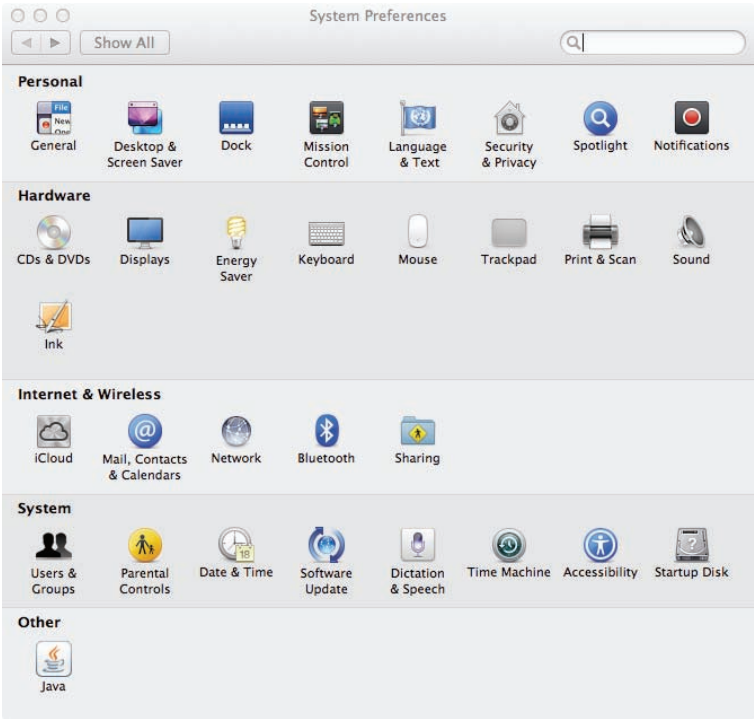 System Preferences
Show All
Personal
File
New
General
Desktop &
Screen Saver
Dock
Mission
Control
Language
& Text
Security
& Privacy
Spotlight
Notifications
Hardware
CDs & DVDs
Displays
Energy
Saver
Keyboard
Mouse
Trackpad
Print & Scan
Sound
Ink
Internet & Wireless
iCloud
@
Mail, Contacts
& Calendars
Network
Bluetooth
Sharing
System
Users &
Groups
Parental
Controls
18
Date & Time
Software
Update
Dictation
& Speech
Time Machine
Accessibility
?
Startup Disk
Other
Java